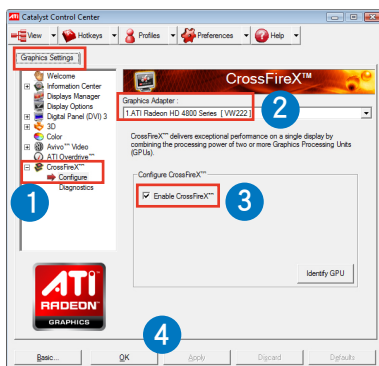 Catalyst Control Center
View Hotkeys Profiles Preferences Help
Graphics Settings
Welcome
Information Center
Displays Manager
Display Options
Digital Panel (DVI) 3
3D
Color
Avivo™ Video
ATI Overdrive™
CrossFireX™
Configure
Diagnostics
1
CrossFireX™
Graphics Adapter :
1.ATI Radeon HD 4800 Series [ VW222 ]
2
CrossFireX™ delivers exceptional performance on a single display by
combining the processing power of two or more Graphics Processing Units
(GPUs).
Configure CrossFireX™
Enable CrossFireX™
3
Identify GPU
ATI
RADEON
GRAPHICS
4
Basic... OK Apply Discard Defaults